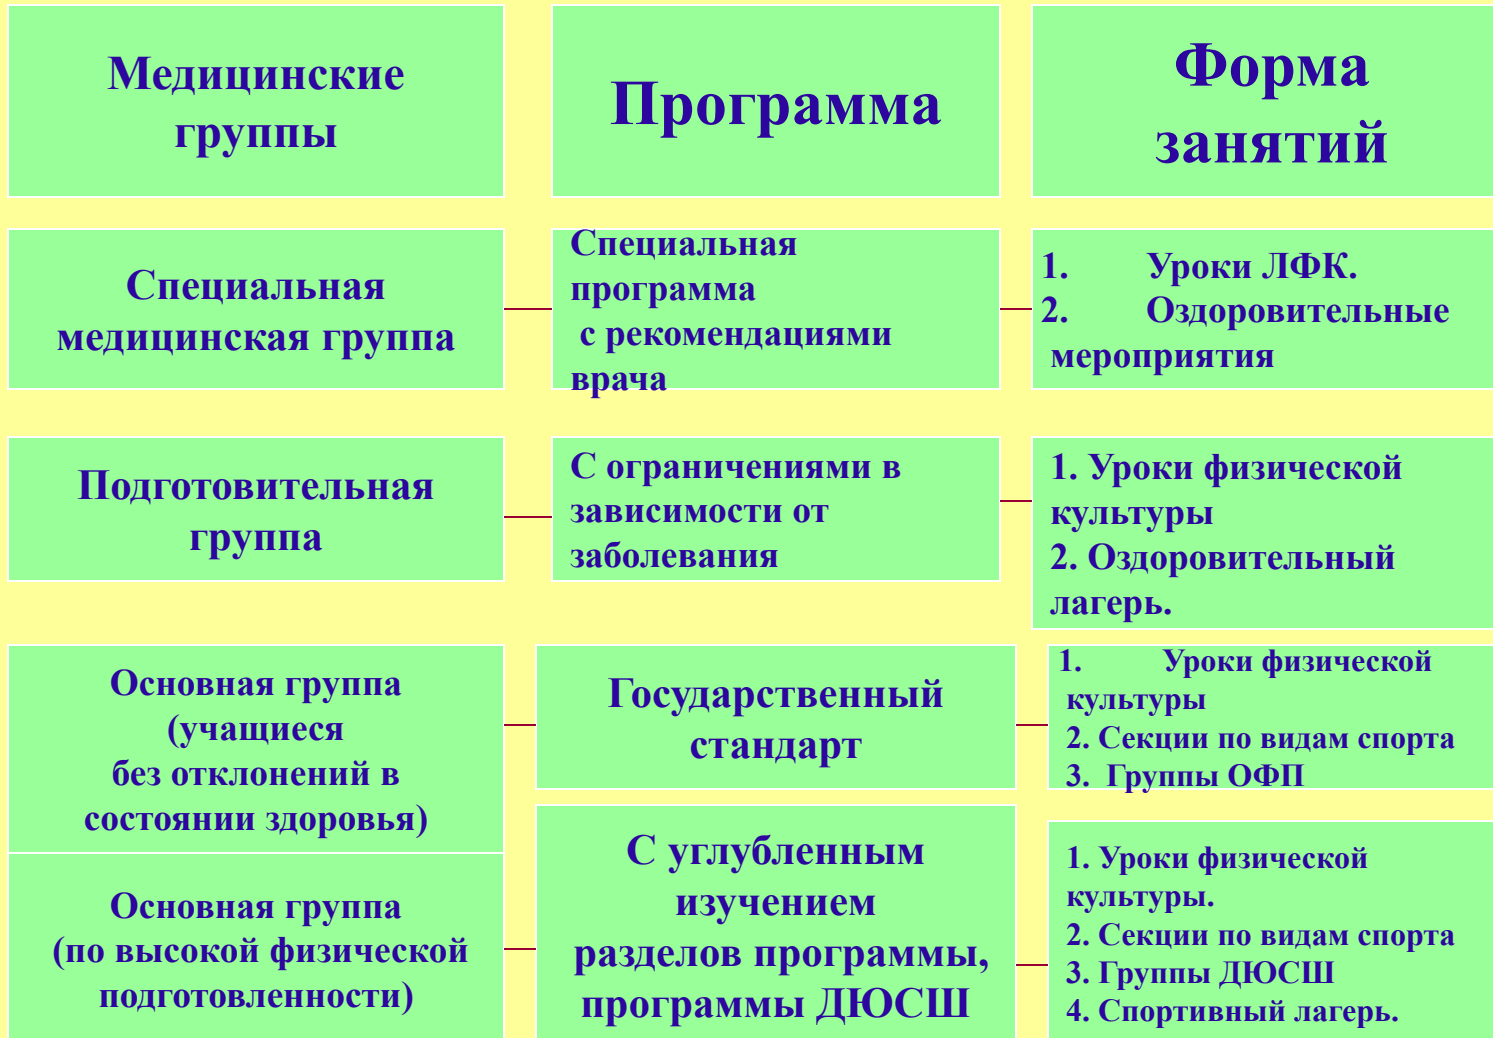 Медицинские
группы
Программа
Форма
занятий
Специальная
медицинская группа
Специальная
программа
с рекомендациями
врача
1. Уроки ЛФК.
2. Оздоровительные
мероприятия
Подготовительная
группа
С ограничениями в
зависимости от
заболевания
1. Уроки физической
культуры
2. Оздоровительный
лагерь.
Основная группа
(учащиеся
без отклонений в
состоянии здоровья)
Государственный
стандарт
1. Уроки физической
культуры
2. Секции по видам спорта
3. Группы ОФП
Основная группа
(по высокой физической
подготовленности)
С углубленным
изучением
разделов программы,
программы ДЮСШ
1. Уроки физической
культуры.
2. Секции по видам спорта
3. Группы ДЮСШ
4. Спортивный лагерь.